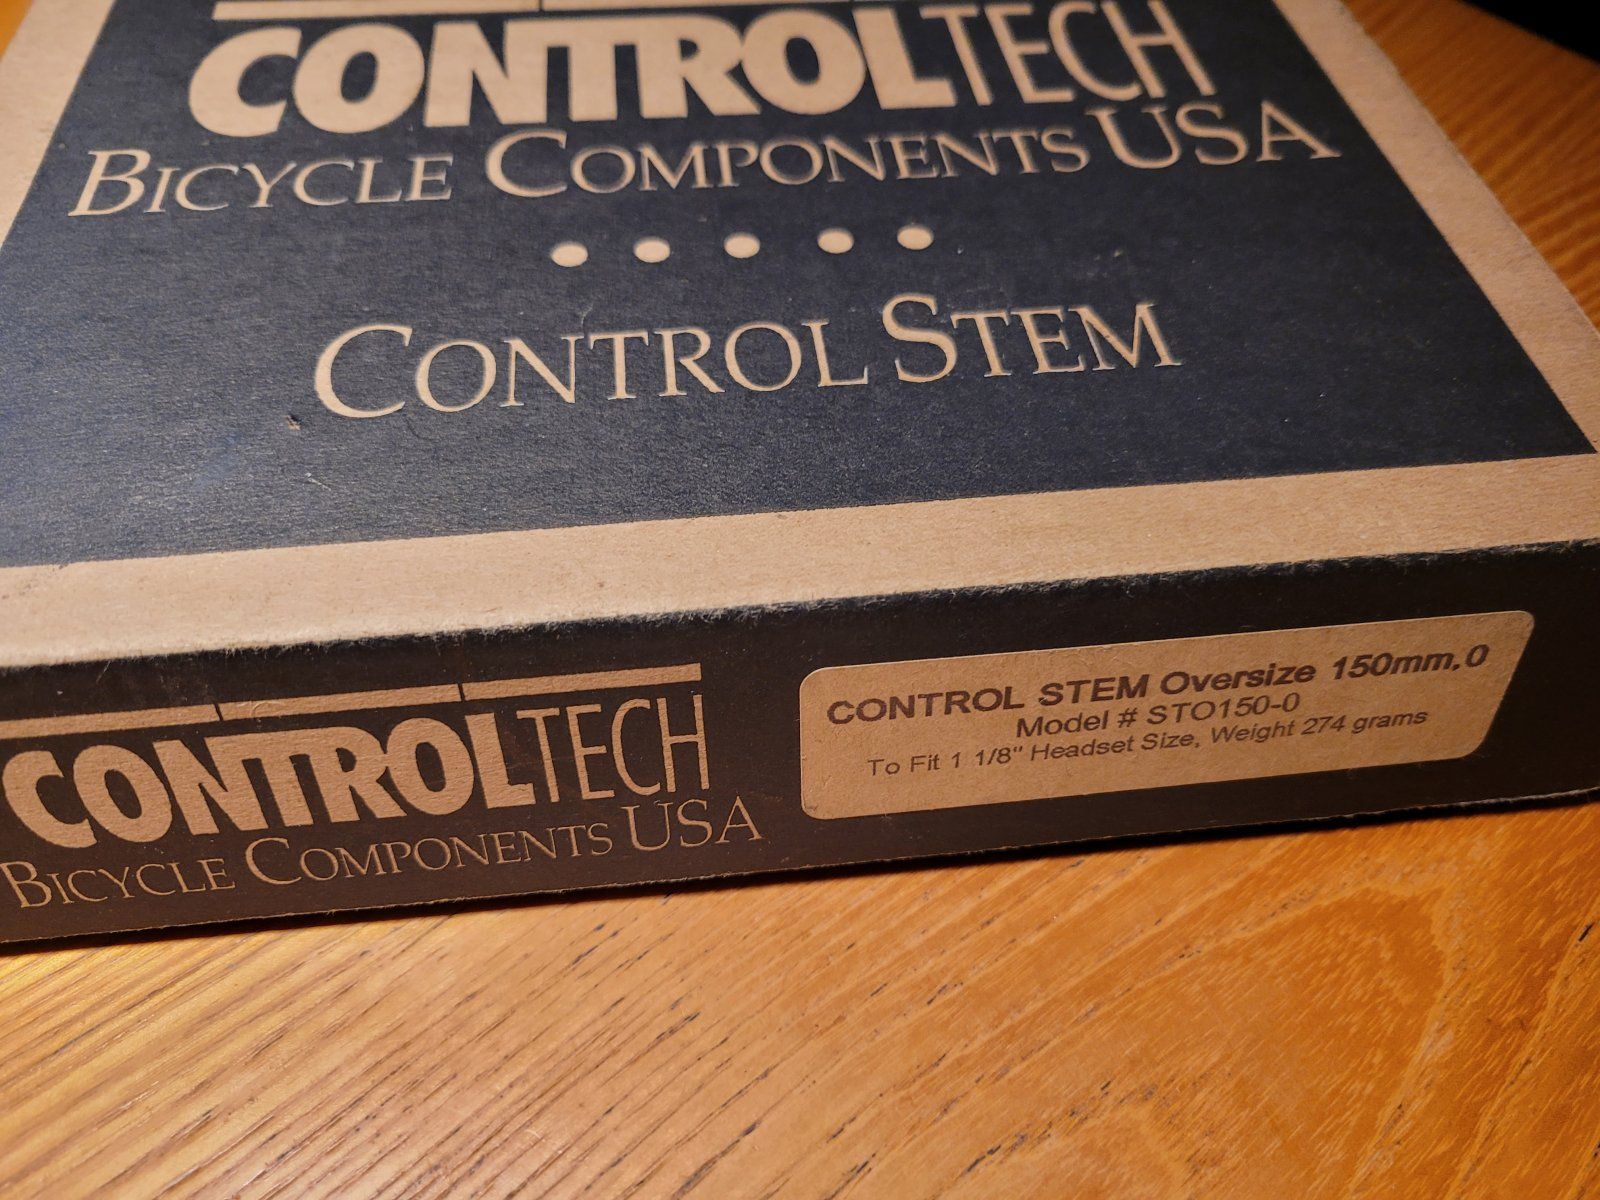 CONTROLTECH
BICYCLE COMPONENTS USA
CONTROL STEM
CONTROLTECH
BICYCLE COMPONENTS USA
CONTROL STEM Oversize 150mm,0
Model # STO150-0
To Fit 1 1/8" Headset Size, Weight 274 grams